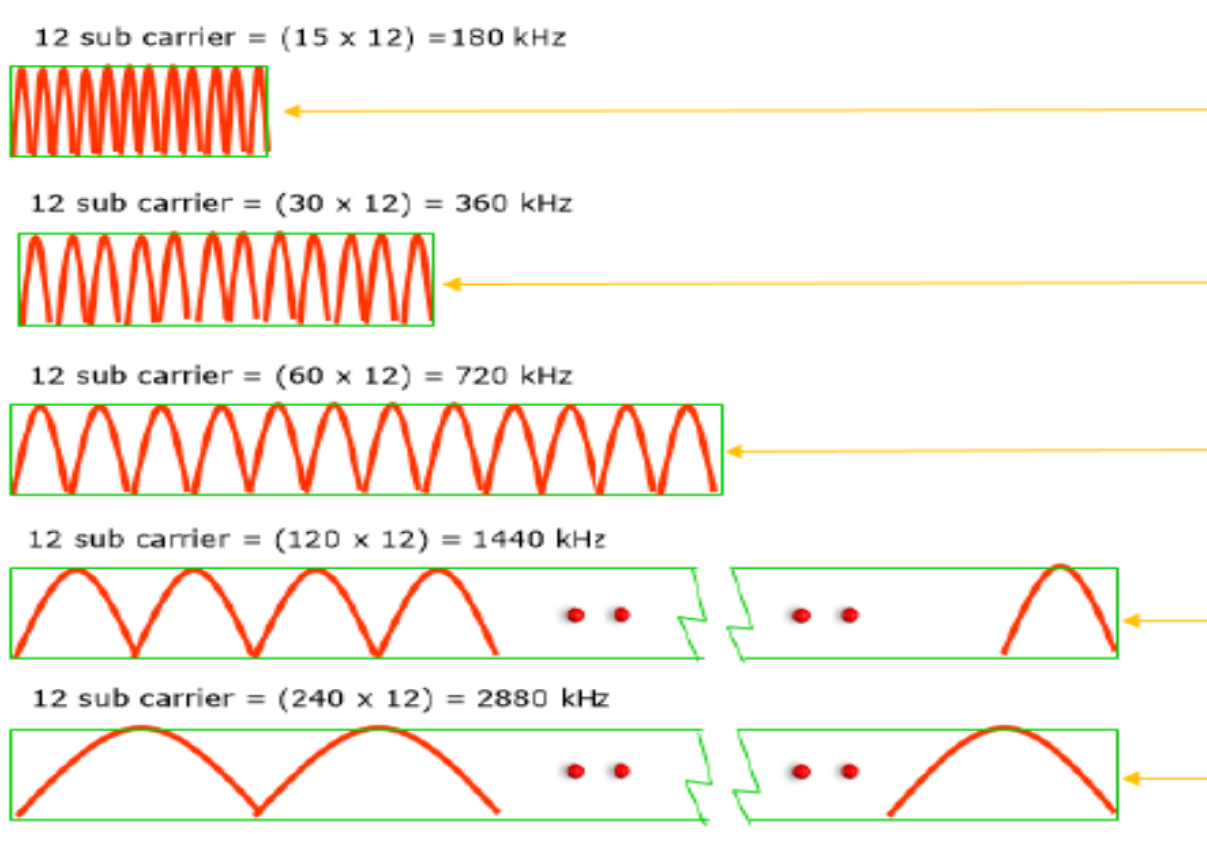 12 sub carrier = (15 x 12) =180 kHz
12 sub carrier = (30 x 12) = 360 kHz
12 sub carrier = (60 x 12) = 720 kHz
12 sub carrier = (120 x 12) = 1440 kHz
12 sub carrier = (240 x 12) = 2880 kHz